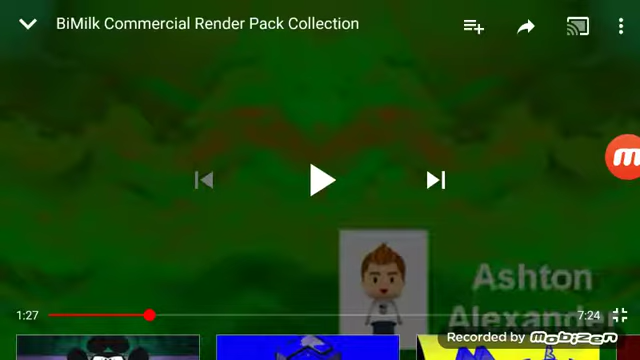 BiMilk Commercial Render Pack Collection
Ashton
Alexander
1:27
7:24
Recorded by mobizen